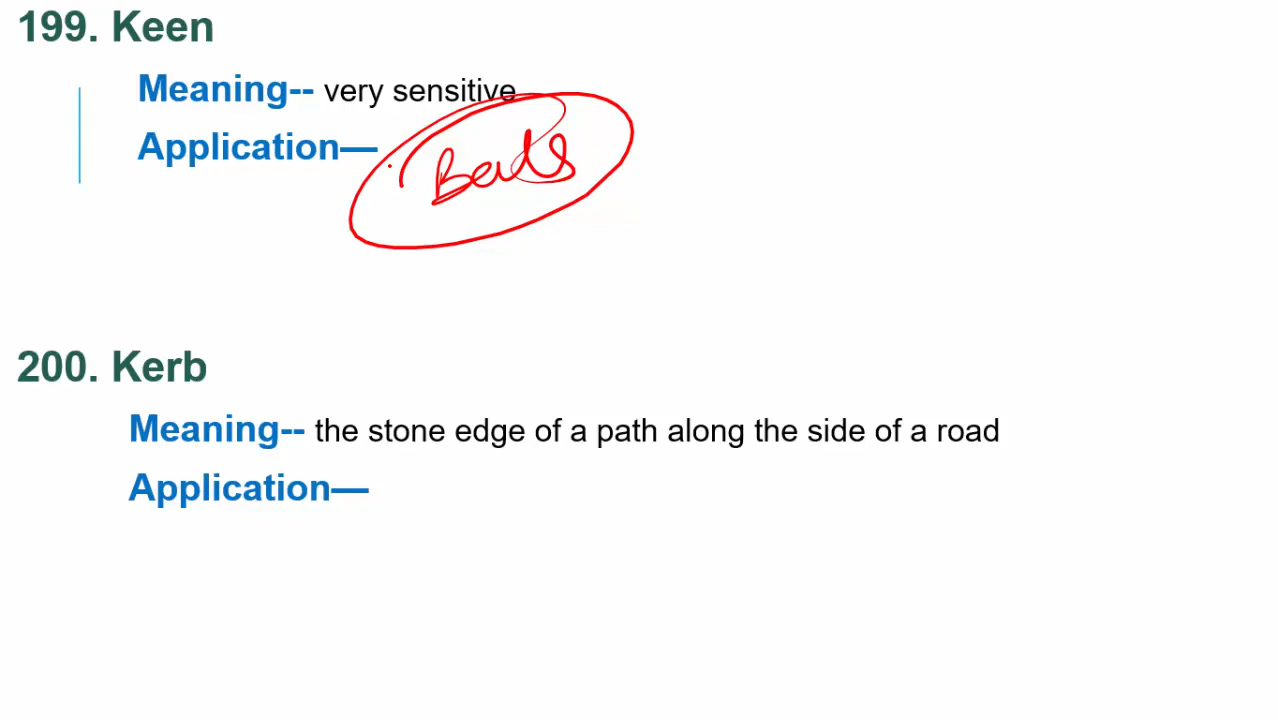 199. Keen
Meaning-- very sensitive
Application—
200. Kerb
Meaning-- the stone edge of a path along the side of a road
Application—